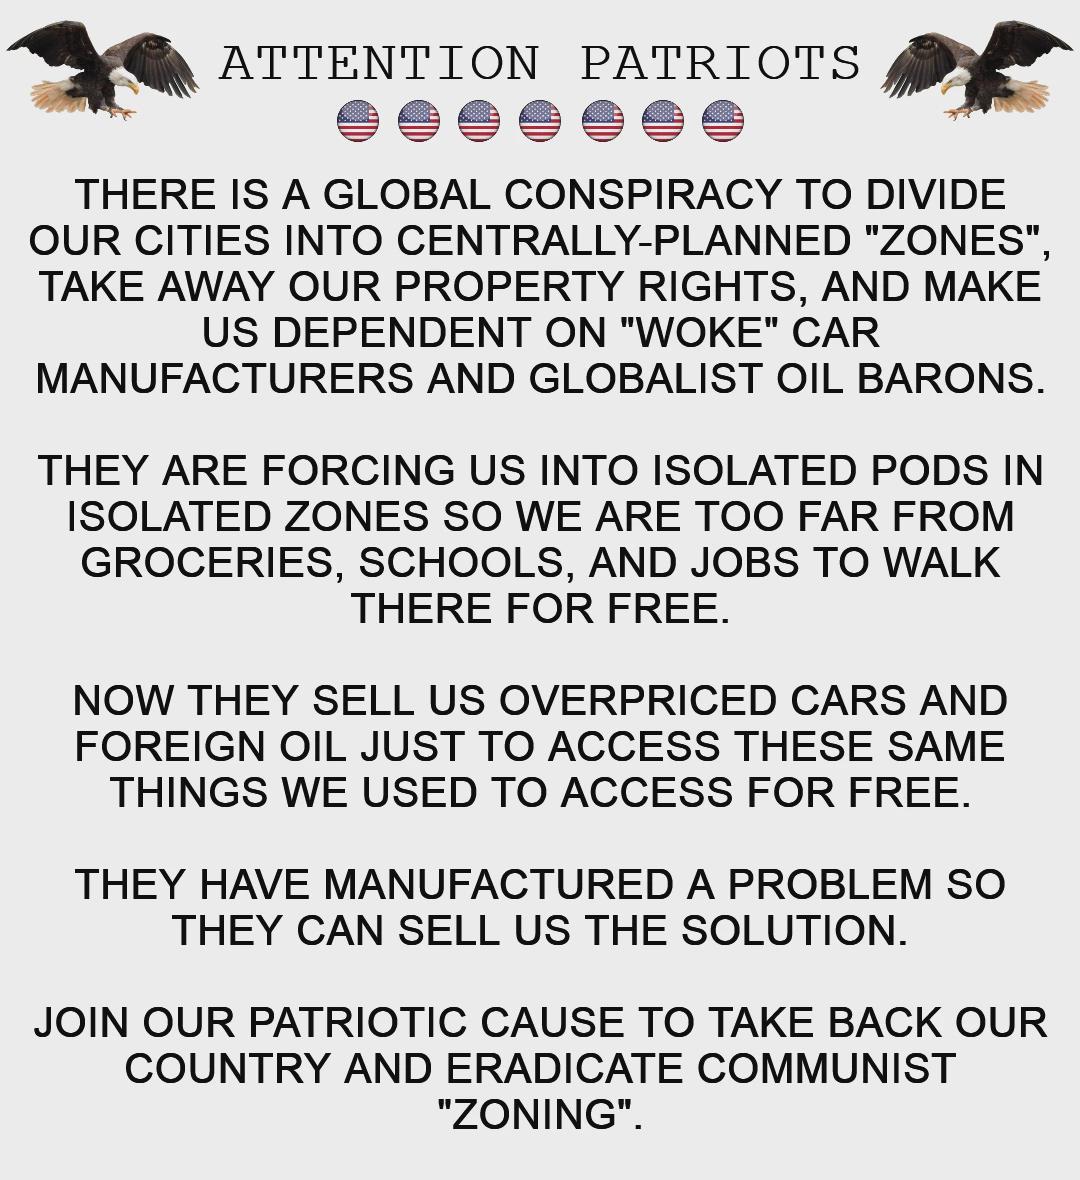 ATTENTION PATRIOTS
THERE IS A GLOBAL CONSPIRACY TO DIVIDE
OUR CITIES INTO CENTRALLY-PLANNED "ZONES",
TAKE AWAY OUR PROPERTY RIGHTS, AND MAKE
US DEPENDENT ON "WOKE" CAR
MANUFACTURERS AND GLOBALIST OIL BARONS.
THEY ARE FORCING US INTO ISOLATED PODS IN
ISOLATED ZONES SO WE ARE TOO FAR FROM
GROCERIES, SCHOOLS, AND JOBS TO WALK
THERE FOR FREE.
NOW THEY SELL US OVERPRICED CARS AND
FOREIGN OIL JUST TO ACCESS THESE SAME
THINGS WE USED TO ACCESS FOR FREE.
THEY HAVE MANUFACTURED A PROBLEM SO
THEY CAN SELL US THE SOLUTION.
JOIN OUR PATRIOTIC CAUSE TO TAKE BACK OUR
COUNTRY AND ERADICATE COMMUNIST
"ZONING".